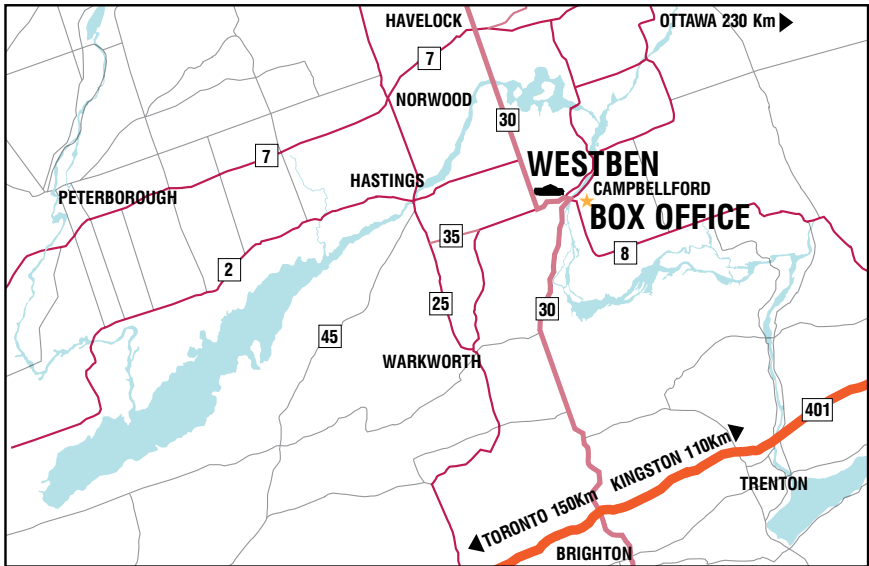 HAVELOCK
OTTAWA 230 Km
7
NORWOOD
30
7
WESTBEN
HASTINGS
CAMPBELLFORD
PETERBOROUGH
BOX OFFICE
35
8
2
25
30
45
WARKWORTH
401
KINGSTON 110Km
TRENTON
TORONTO 150Km
BRIGHTON